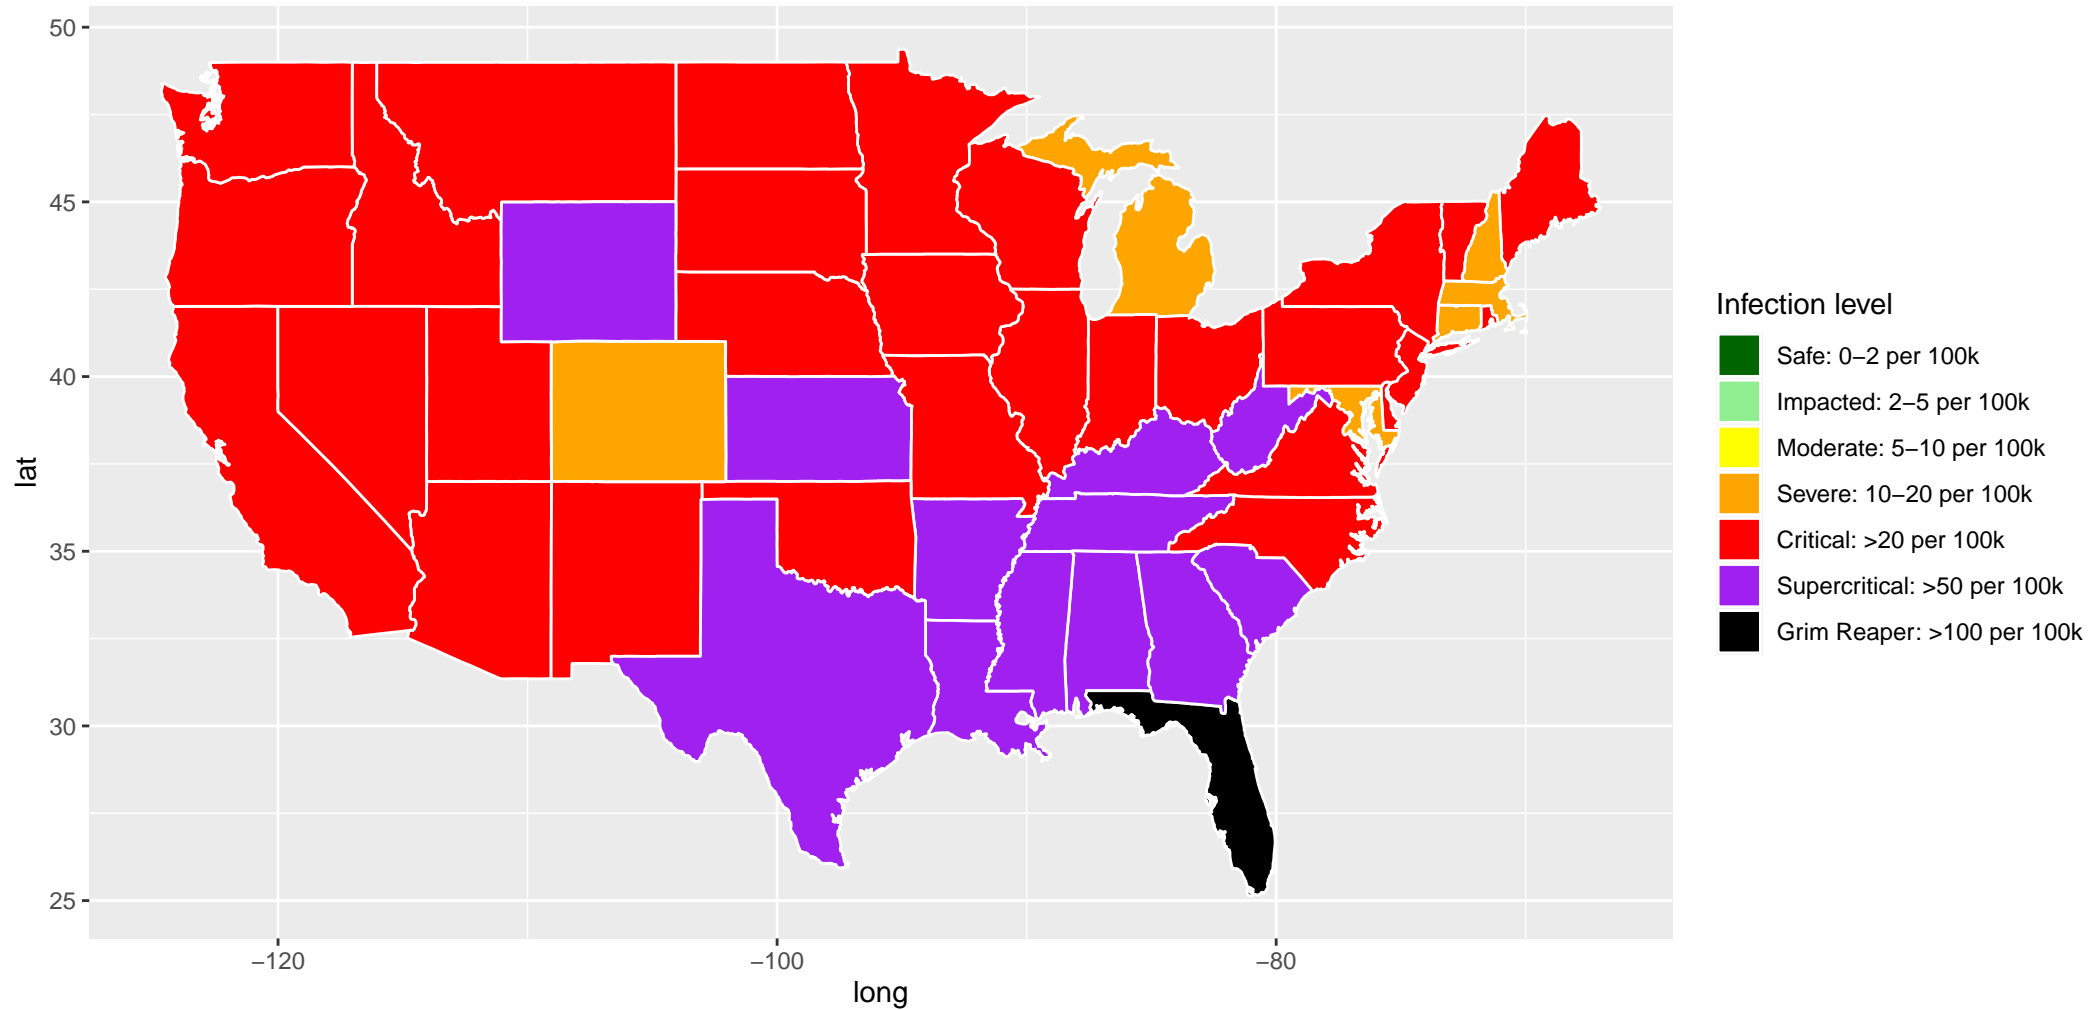 50
45
40
35
30
25
lat
−120
−100
−80
long
Infection level
Safe: 0−2 per 100k
Impacted: 2−5 per 100k
Moderate: 5−10 per 100k
Severe: 10−20 per 100k
Critical: >20 per 100k
Supercritical: >50 per 100k
Grim Reaper: >100 per 100k